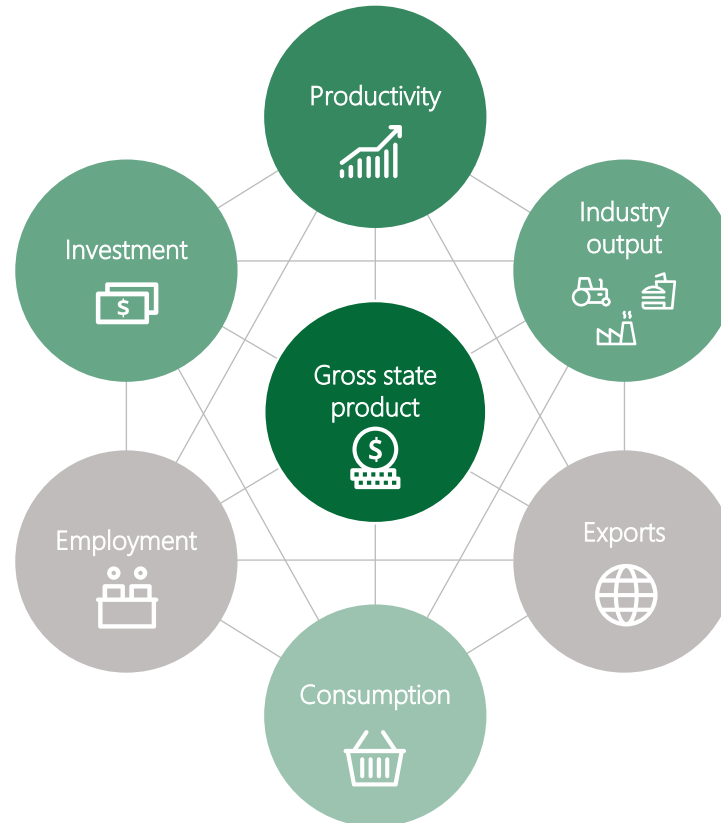 Productivity
Investment
$
Industry
output
Gross state
product
$
Employment
Exports
Consumption